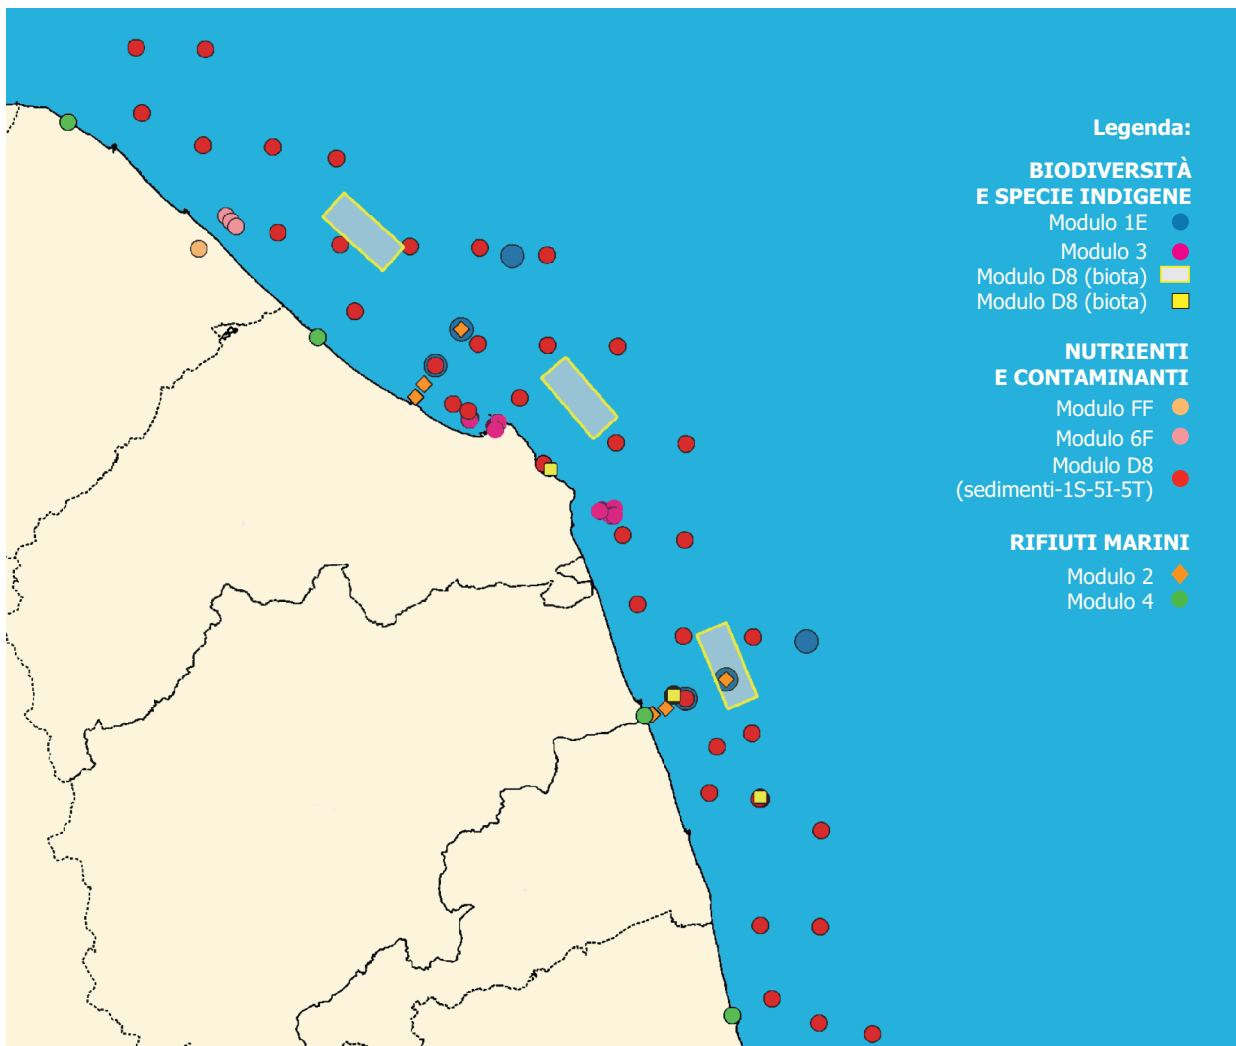 Legenda:
BIODIVERSITÀ
E SPECIE INDIGENE
Modulo 1E
Modulo 3
Modulo D8 (biota)
Modulo D8 (biota)
NUTRIENTI
E CONTAMINANTI
Modulo FF
Modulo 6F
Modulo D8
(sedimenti-1S-5I-5T)
RIFIUTI MARINI
Modulo 2
Modulo 4